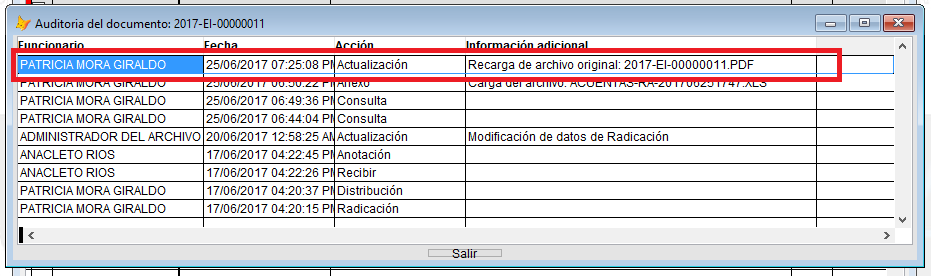 Auditoria del documento: 2017-EI-00000011
Funcionario Fecha Acción Información adicional
PATRICIA MORA GIRALDO 25/06/2017 07:25:08 PM Actualización Recarga de archivo original: 2017-EI-00000011.PDF
PATRICIA MORA GIRALDO 25/06/2017 06:50:22 PM Anexo Carga del archivo: ACUENTAS-RA-201706251747.XLS
PATRICIA MORA GIRALDO 25/06/2017 06:49:36 PM Consulta
PATRICIA MORA GIRALDO 25/06/2017 06:44:04 PM Consulta
ADMINISTRADOR DEL ARCHIVO 20/06/2017 12:58:25 AM Actualización Modificación de datos de Radicación
ANACLETO RIOS 17/06/2017 04:22:45 PM Anotación
ANACLETO RIOS 17/06/2017 04:22:26 PM Recibir
PATRICIA MORA GIRALDO 17/06/2017 04:20:37 PM Distribución
PATRICIA MORA GIRALDO 17/06/2017 04:20:15 PM Radicación
Salir